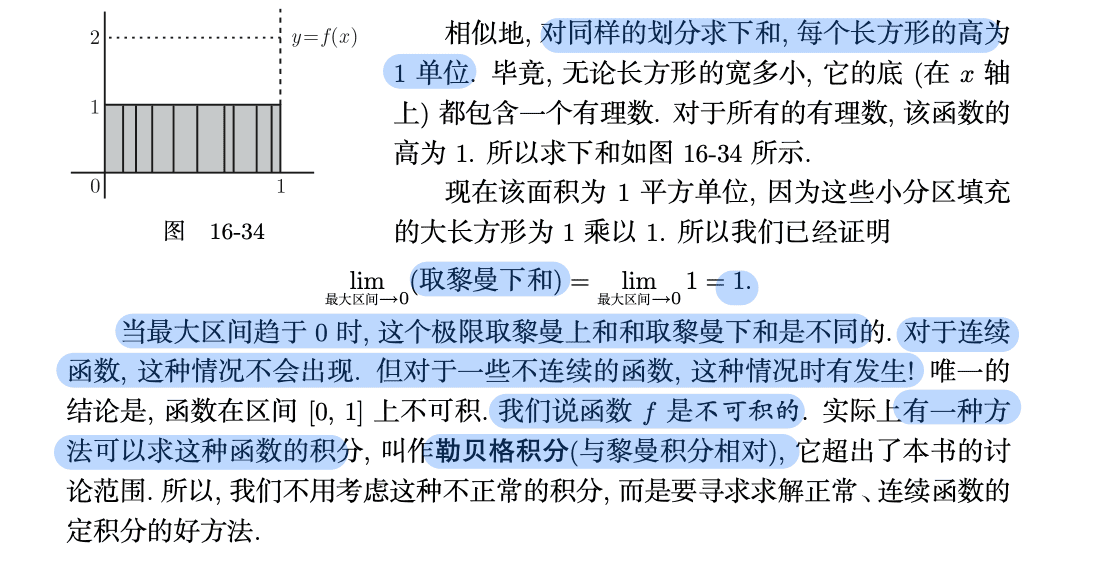 2
y=f(x)
1
0
1
图 16-34
相似地, 对同样的划分求下和, 每个长方形的高为
1 单位. 毕竟, 无论长方形的宽多小, 它的底 (在 x 轴
上) 都包含一个有理数. 对于所有的有理数, 该函数的
高为 1. 所以求下和如图 16-34 所示.
现在该面积为 1 平方单位, 因为这些小分区填充
的大长方形为 1 乘以 1. 所以我们已经证明
lim (取黎曼下和) = lim 1 = 1.
最大区间→0 最大区间→0
当最大区间趋于 0 时, 这个极限取黎曼上和和取黎曼下和是不同的. 对于连续
函数, 这种情况不会出现. 但对于一些不连续的函数, 这种情况时有发生! 唯一的
结论是, 函数在区间 [0, 1] 上不可积. 我们说函数 f 是不可积的. 实际上有一种方
法可以求这种函数的积分, 叫作勒贝格积分(与黎曼积分相对), 它超出了本书的讨
论范围. 所以, 我们不用考虑这种不正常的积分, 而是要寻求求解正常、连续函数的
定积分的好方法.